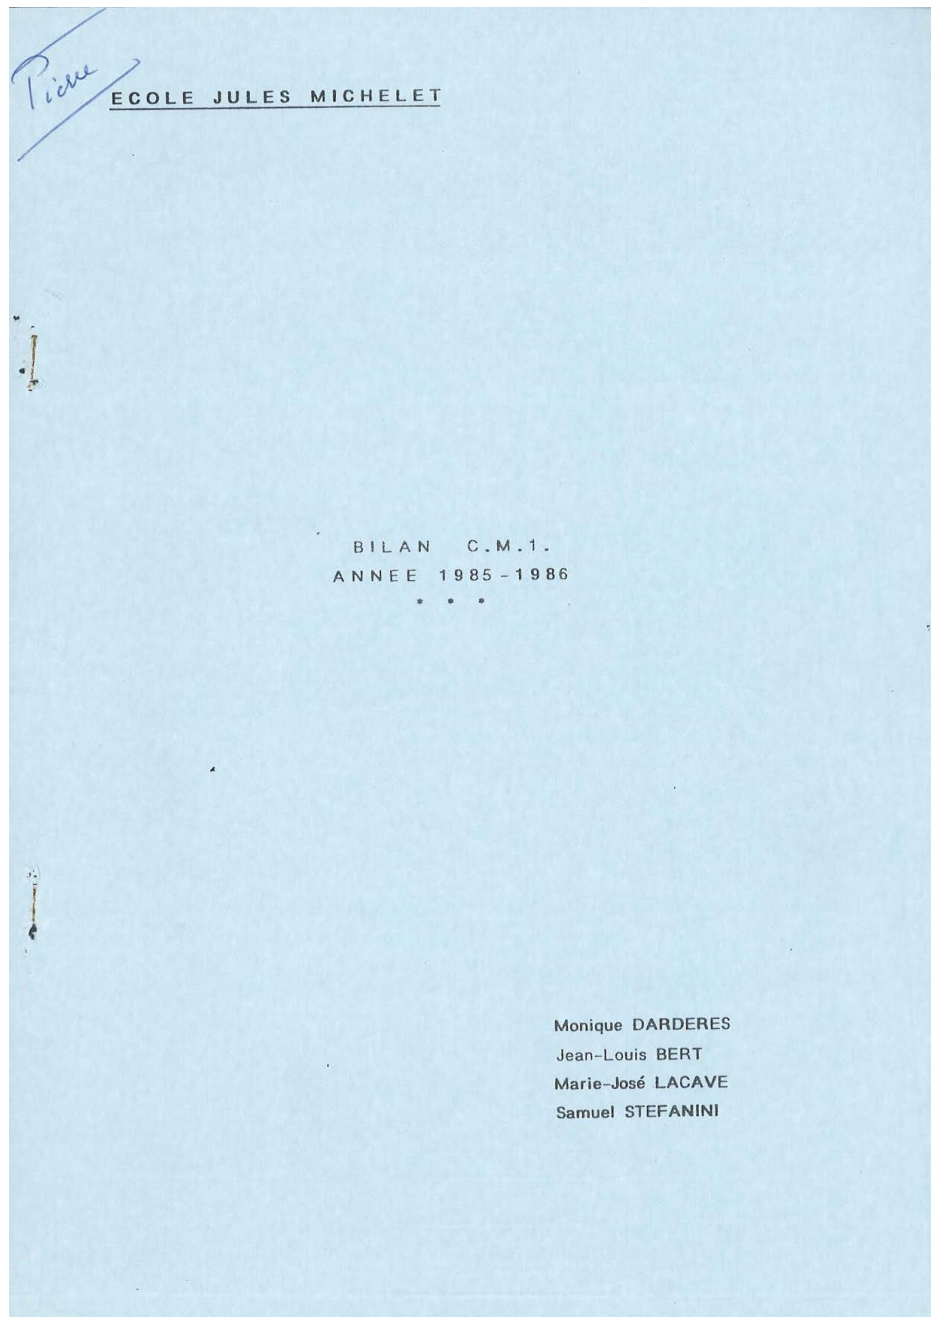 Pierre
ECOLE JULES MICHELET
BILAN C.M.1.
ANNEE 1985-1986
* * *
Monique DARDERES
Jean-Louis BERT
Marie-José LACAVE
Samuel STEFANINI